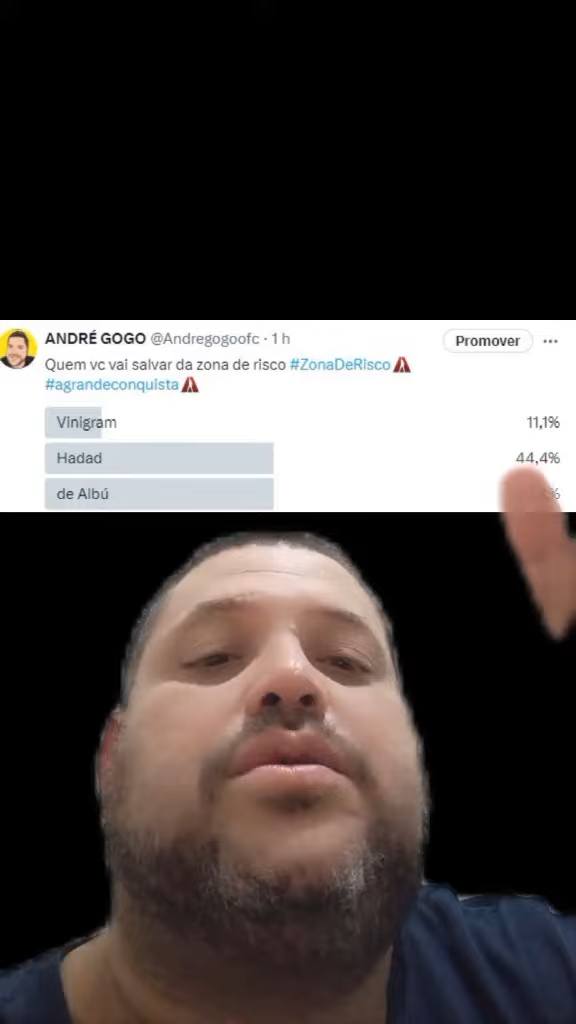 ANDRÉ GOGO @Andregogoofc · 1 h
Promover
Quem vc vai salvar da zona de risco #ZonaDeRisco
#agrandeconquista
Vinigram 11,1%
Hadad 44,4%
de Albú %